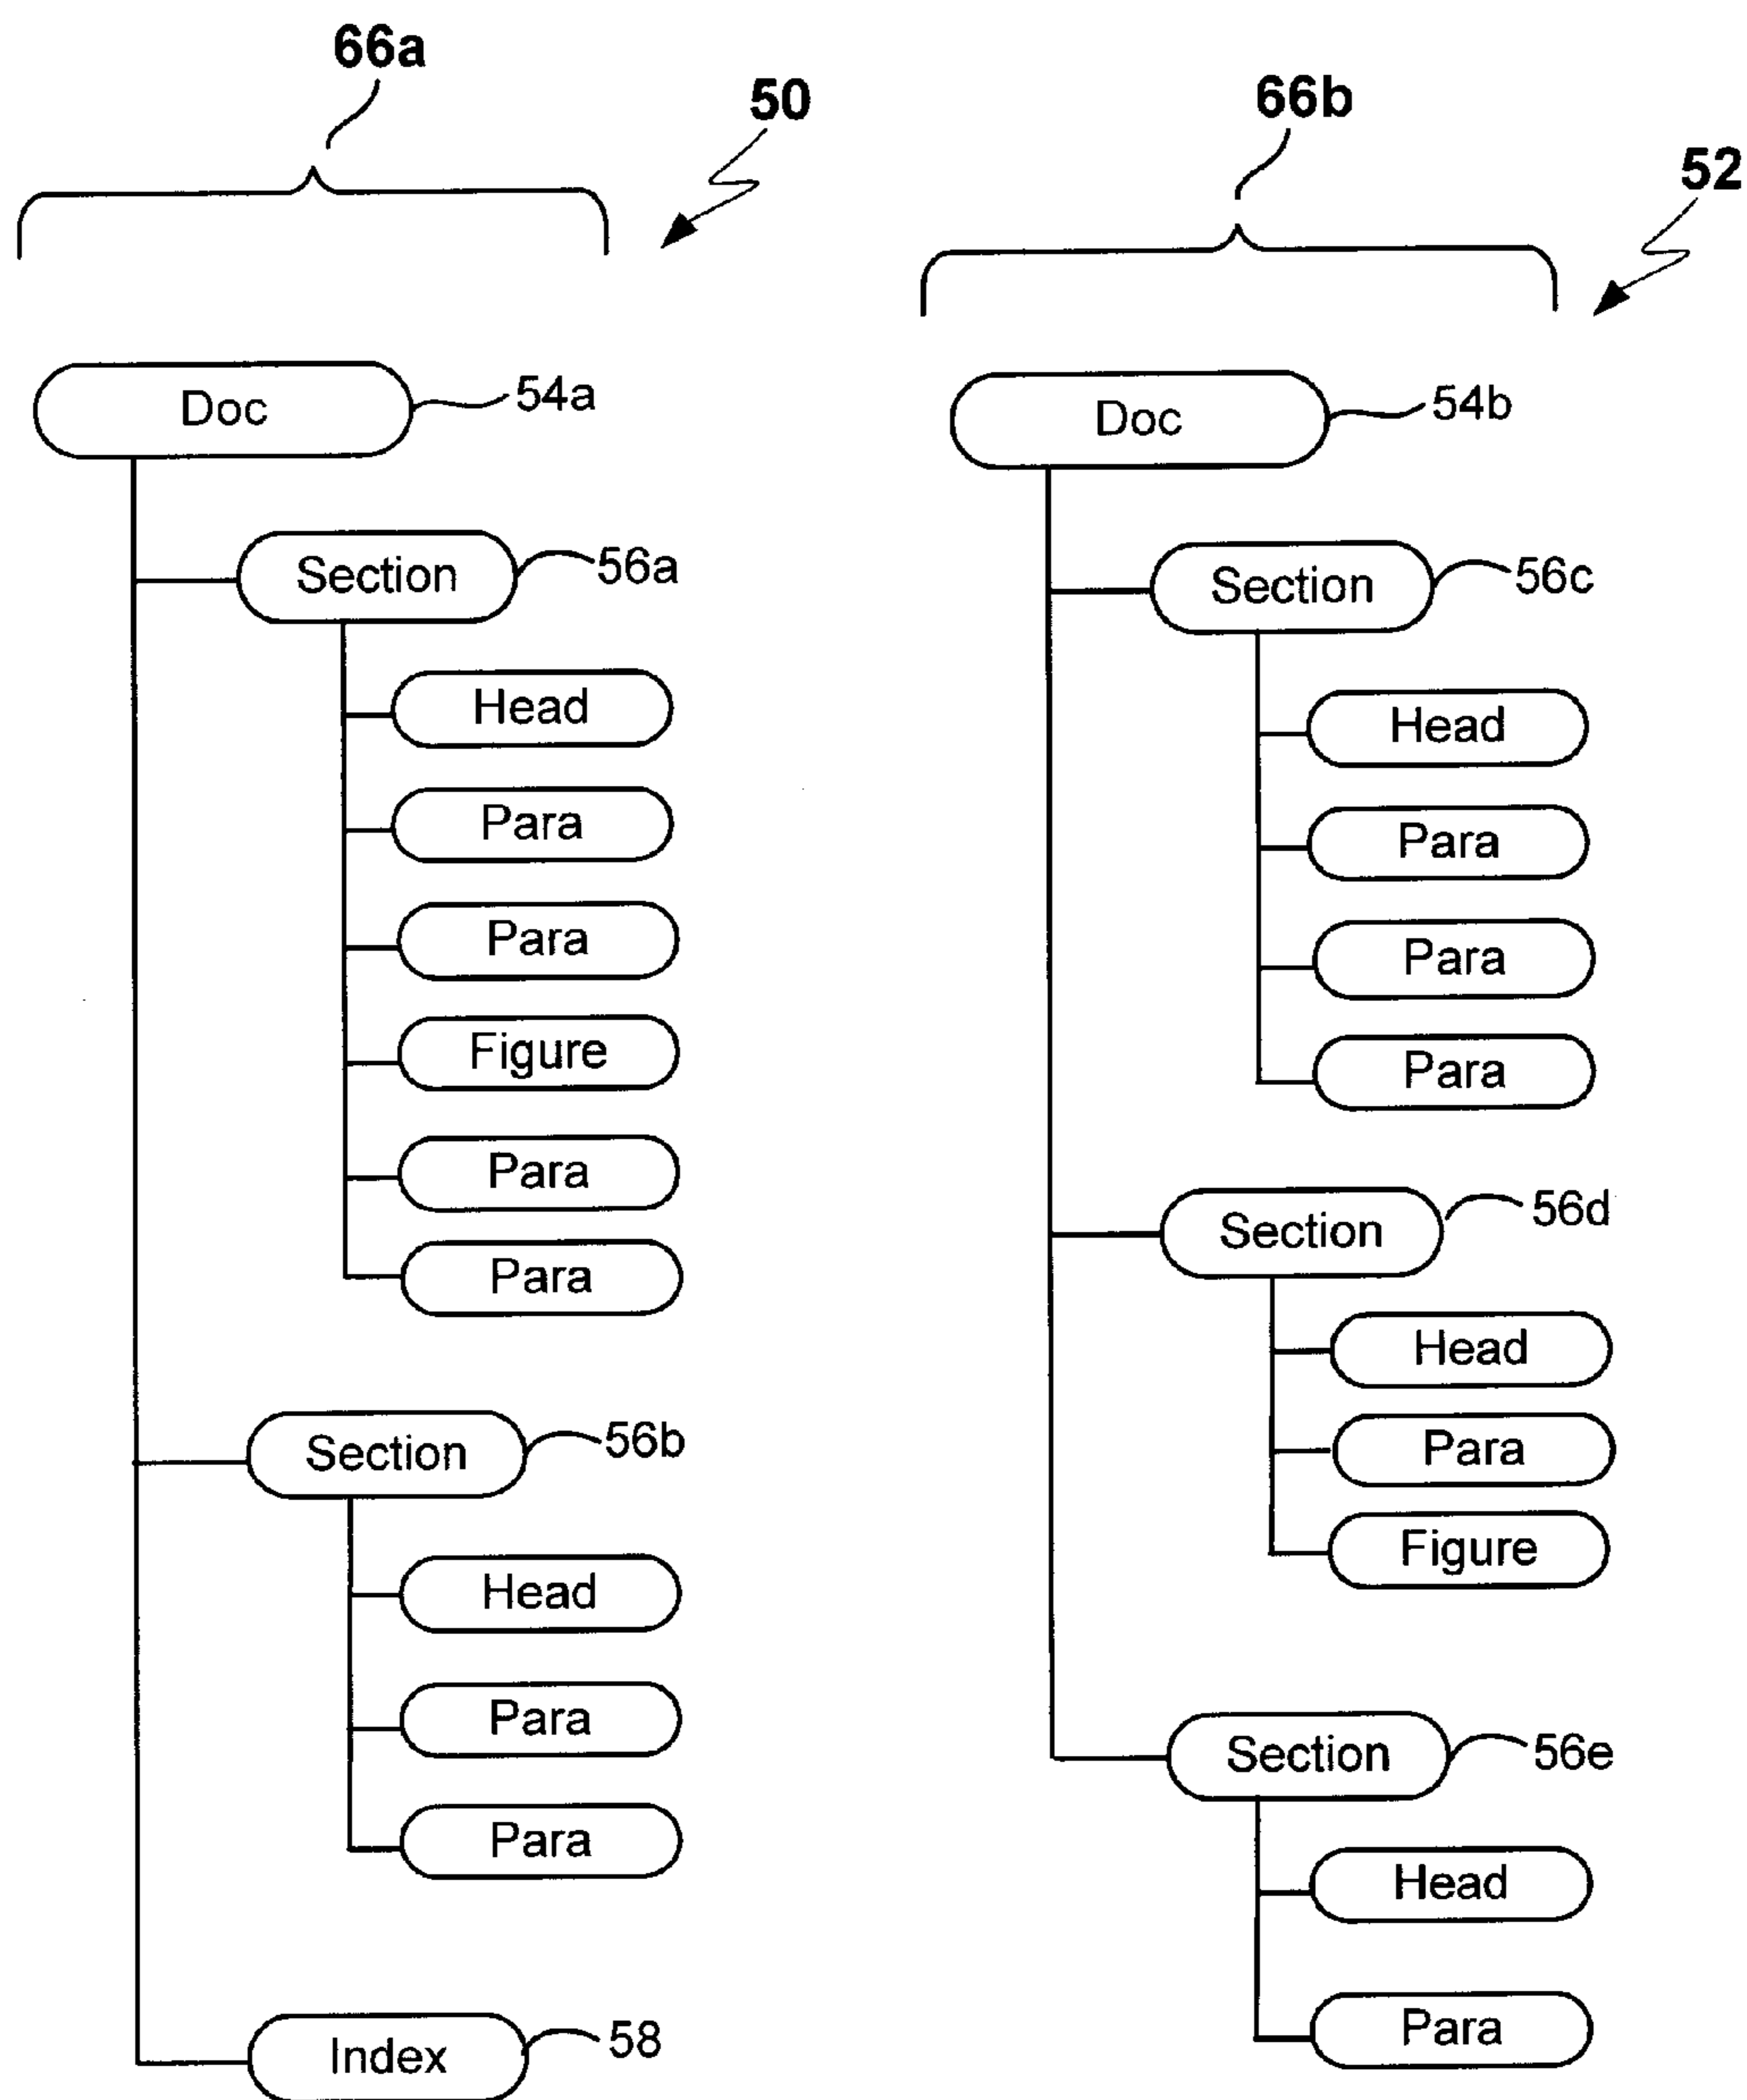 66a
50
66b
52
Doc
54a
Section
56a
Head
Para
Para
Figure
Para
Para
Section
56b
Head
Para
Para
Index
58
Doc
54b
Section
56c
Head
Para
Para
Para
Section
56d
Head
Para
Figure
Section
56e
Head
Para